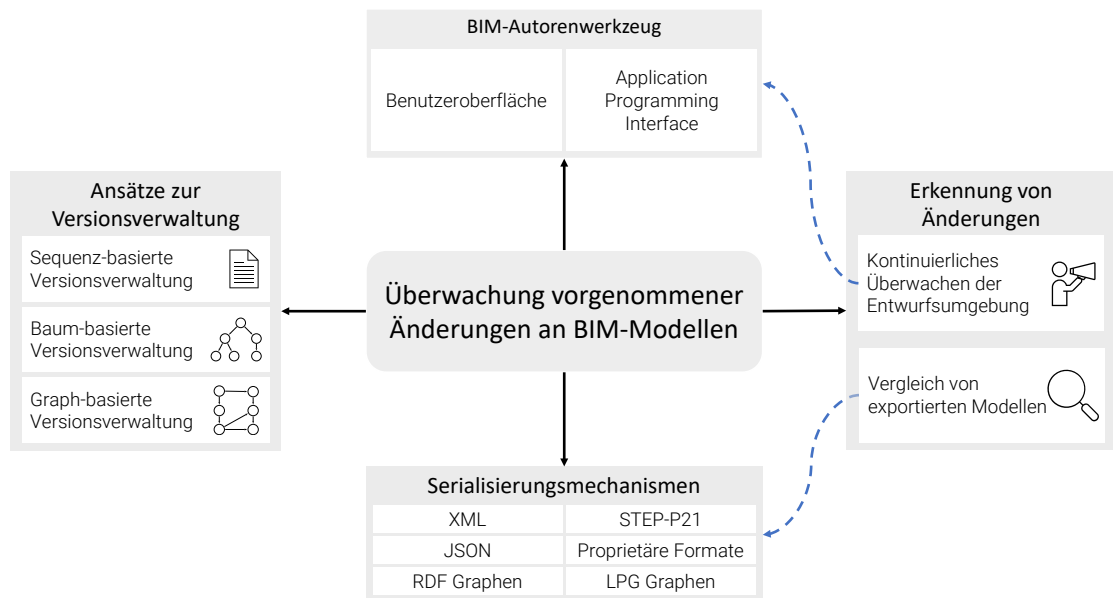 BIM-Autorenwerkzeug
Benutzeroberfläche
Application
Programming
Interface
Ansätze zur
Versionsverwaltung
Sequenz-basierte
Versionsverwaltung
Baum-basierte
Versionsverwaltung
Graph-basierte
Versionsverwaltung
Überwachung vorgenommener
Änderungen an BIM-Modellen
Erkennung von
Änderungen
Kontinuierliches
Überwachen der
Entwurfsumgebung
Vergleich von
exportierten Modellen
Serialisierungsmechanismen
XML
STEP-P21
JSON
Proprietäre Formate
RDF Graphen
LPG Graphen